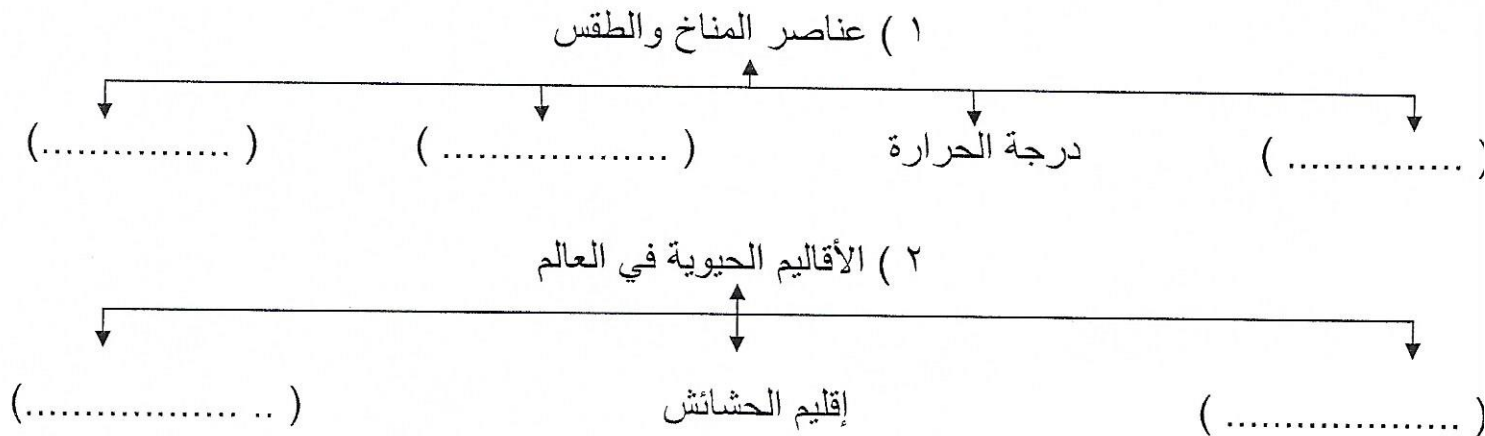 ١ ) عناصر المناخ والطقس
( ............... ) درجة الحرارة ( ................... ) ( ................)
٢ ) الأقاليم الحيوية في العالم
( .................... ) إقليم الحشائش ( .. ..................)